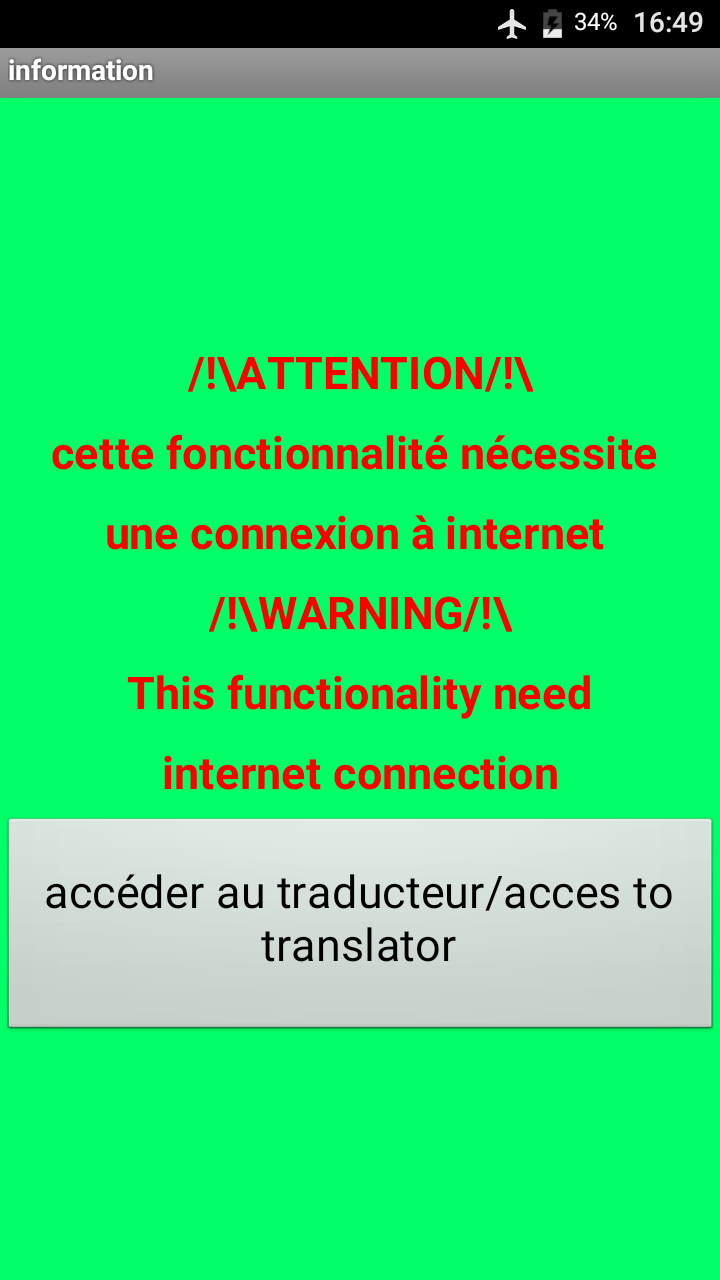 34% 16:49
information
/!\ATTENTION/!\
cette fonctionnalité nécessite
une connexion à internet
/!\WARNING/!\
This functionality need
internet connection
accéder au traducteur/acces to
translator